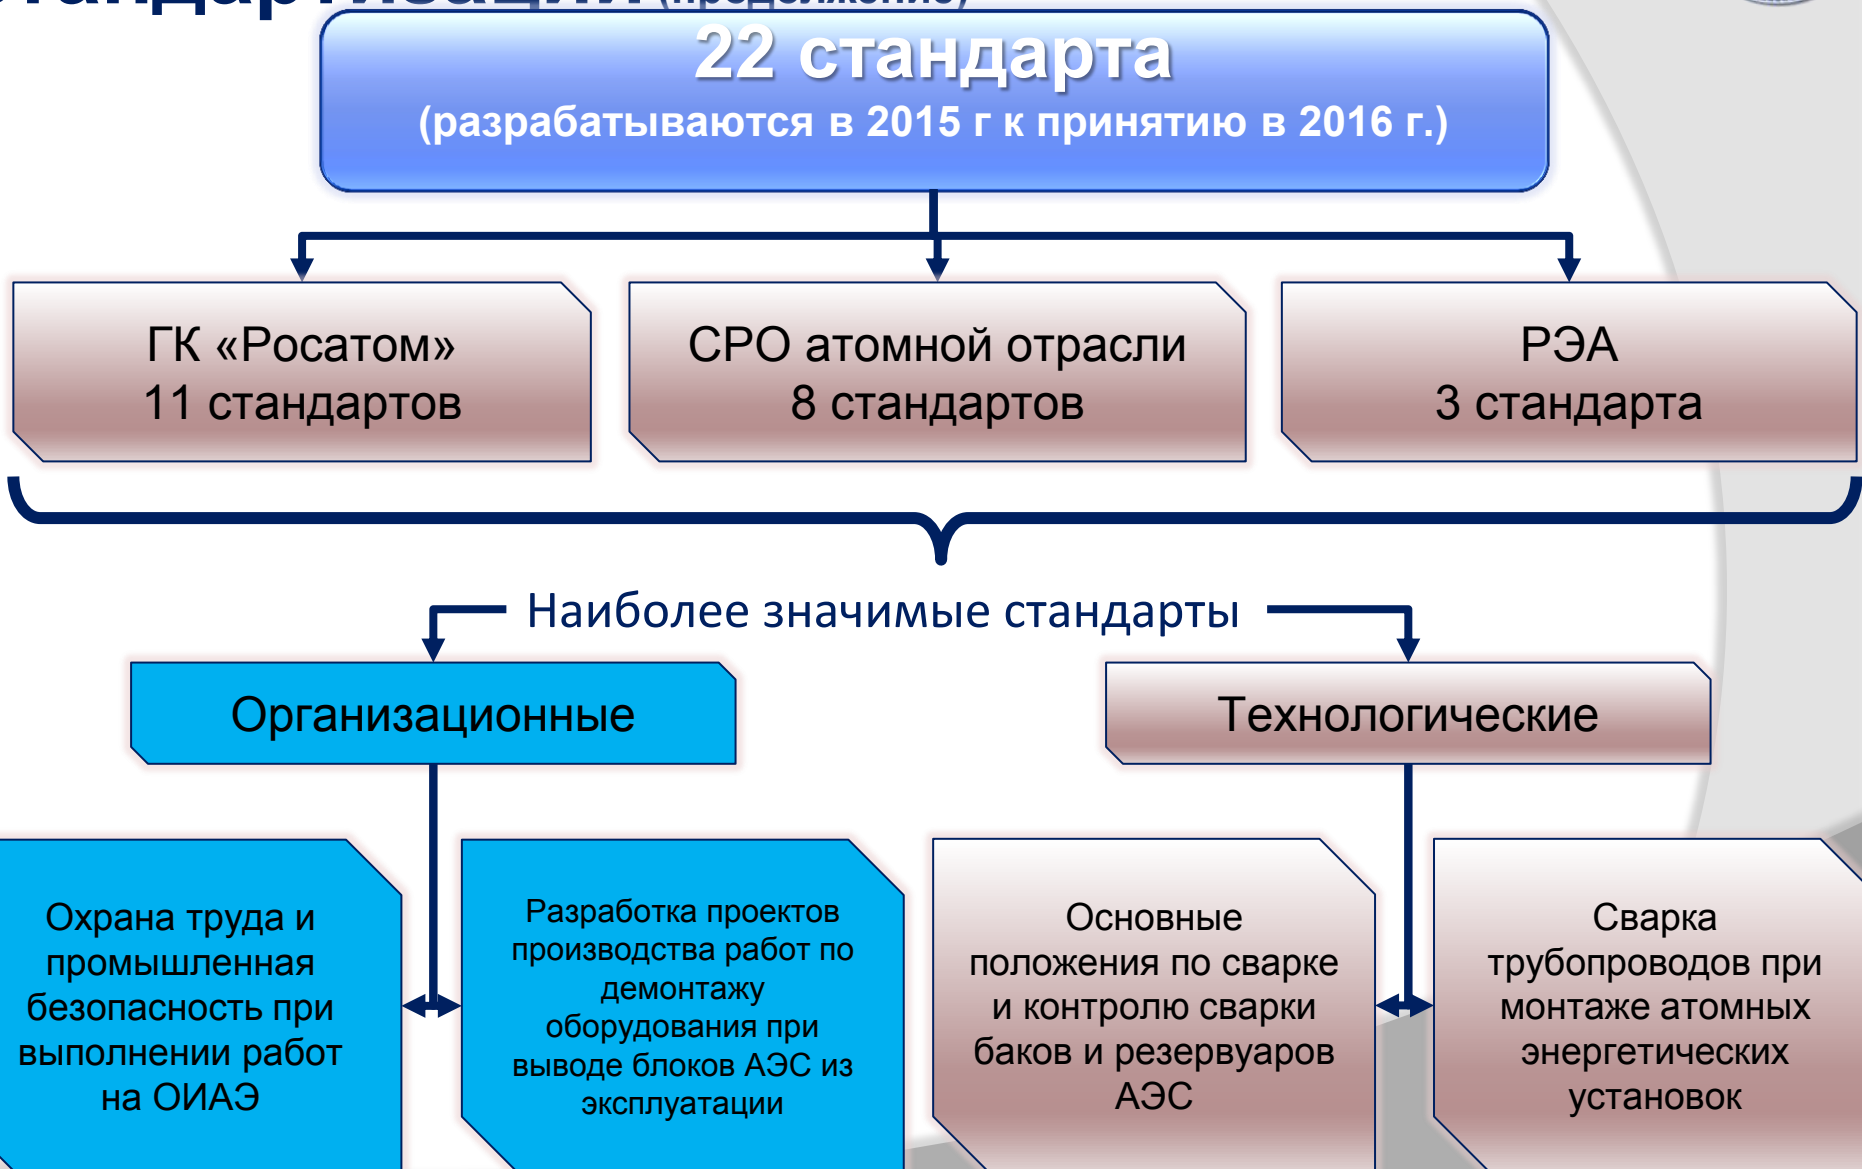 стандартизации (продолжение)
22 стандарта
(разрабатываются в 2015 г к принятию в 2016 г.)
ГК «Росатом»
11 стандартов
СРО атомной отрасли
8 стандартов
РЭА
3 стандарта
Наиболее значимые стандарты
Организационные
Технологические
Охрана труда и
промышленная
безопасность при
выполнении работ
на ОИАЭ
Разработка проектов
производства работ по
демонтажу
оборудования при
выводе блоков АЭС из
эксплуатации
Основные
положения по сварке
и контролю сварки
баков и резервуаров
АЭС
Сварка
трубопроводов при
монтаже атомных
энергетических
установок